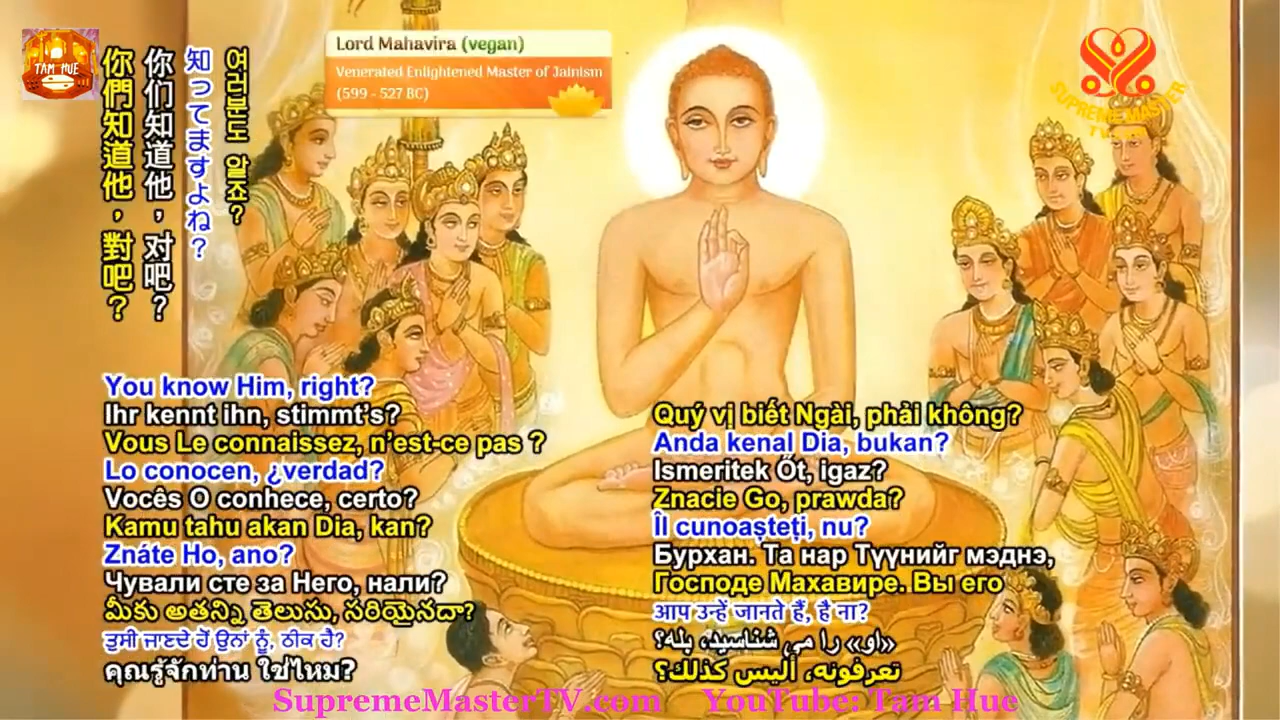 TAM HUE
你們知道他，對吧？
你们知道他，对吧？
知ってますよね？
여러분도 알죠?
Lord Mahavira (vegan)
Venerated Enlightened Master of Jainism
(599 - 527 BC)
SUPREME MASTER
You know Him, right?
Ihr kennt ihn, stimmt's?
Vous Le connaissez, n'est-ce pas ?
Lo conocen, ¿verdad?
Vocês O conhece, certo?
Kamu tahu akan Dia, kan?
Znáte Ho, ano?
Чували сте за Него, нали?
మీకు అతన్ని తెలుసు, సరియైనదా?
ਤੁਸੀ ਜਾਣਦੇ ਹੋਂ ਉਨਾਂ ਨੂੰ, ਠੀਕ ਹੈ?
คุณรู้จักท่าน ใช่ไหม?
Quý vị biết Ngài, phải không?
Anda kenal Dia, bukan?
Ismeritek Őt, igaz?
Znacie Go, prawda?
Îl cunoașteți, nu?
Бурхан. Та нар Түүнийг мэднэ,
Господе Махавире. Вы его
आप उन्हें जानते हैं, है ना?
«او» را می شناسید، بله؟
تعرفونه، أليس كذلك؟
SupremeMasterTV.com YouTube: Tam Hue